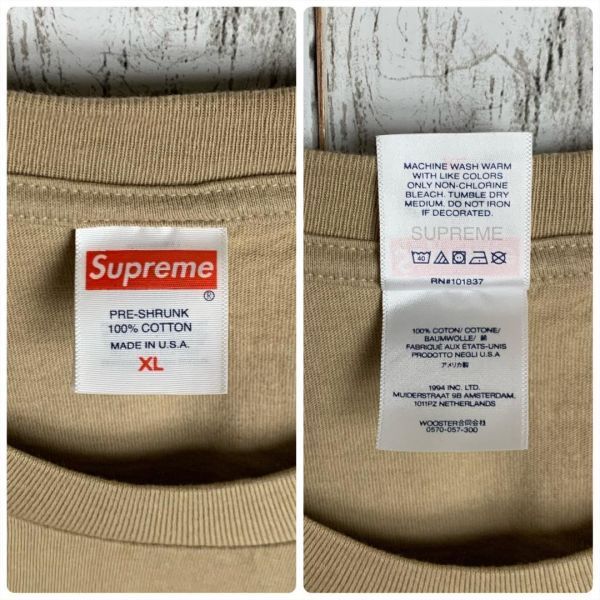 Supreme
®
PRE-SHRUNK
100% COTTON
MADE IN U.S.A.
XL
MACHINE WASH WARM
WITH LIKE COLORS
ONLY NON-CHLORINE
BLEACH. TUMBLE DRY
MEDIUM. DO NOT IRON
IF DECORATED.
SUPREME
40
RN#101837
100% COTON/ COTONE/
BAUMWOLLE/ 綿
FABRIQUÉ AUX ÉTATS-UNIS
PRODOTTO NEGLI U.S.A
アメリカ製
1994 INC. LTD.
MUIDERSTRAAT 9B AMSTERDAM,
1011PZ NETHERLANDS
WOOSTER合同会社
0570-057-300